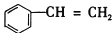 CH = CH₂